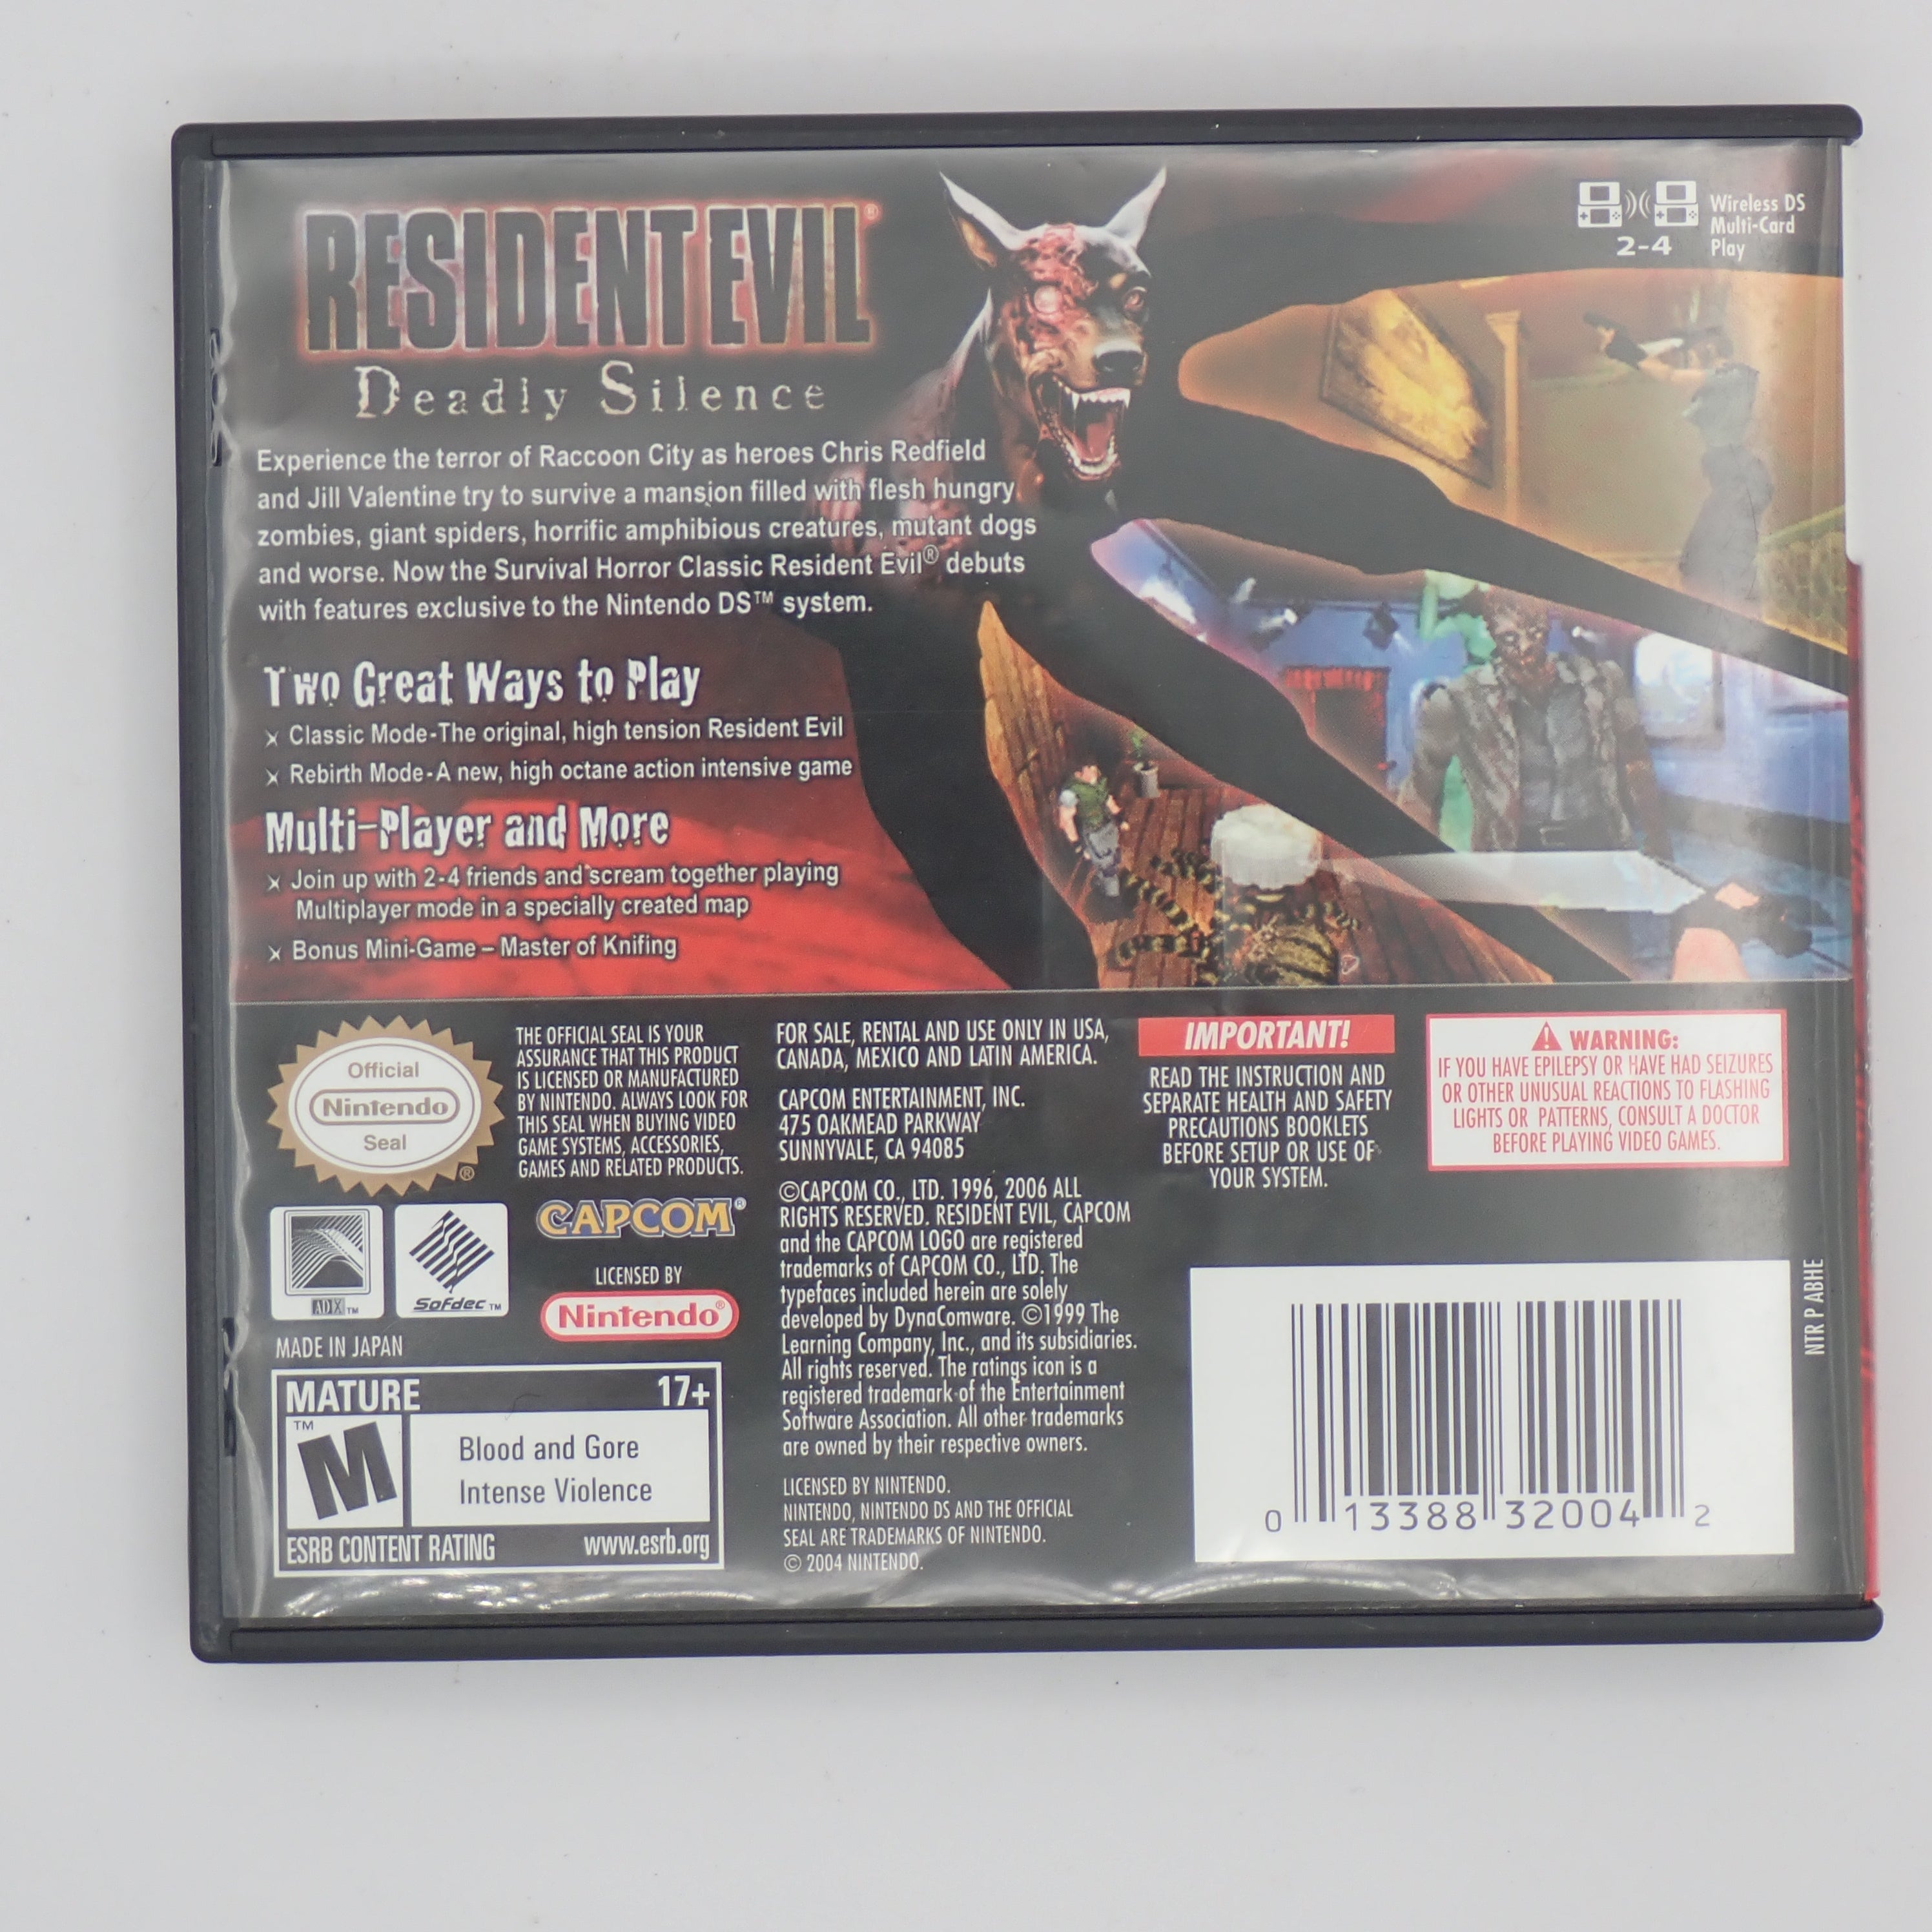 RESIDENT EVIL®
Deadly Silence
Wireless DS
Multi-Card
Play
2-4
Experience the terror of Raccoon City as heroes Chris Redfield
and Jill Valentine try to survive a mansion filled with flesh hungry
zombies, giant spiders, horrific amphibious creatures, mutant dogs
and worse. Now the Survival Horror Classic Resident Evil® debuts
with features exclusive to the Nintendo DS™ system.
Two Great Ways to Play
Classic Mode-The original, high tension Resident Evil
Rebirth Mode-A new, high octane action intensive game
Multi-Player and More
Join up with 2-4 friends and scream together playing
Multiplayer mode in a specially created map
Bonus Mini-Game – Master of Knifing
Official
Nintendo
Seal
®
THE OFFICIAL SEAL IS YOUR
ASSURANCE THAT THIS PRODUCT
IS LICENSED OR MANUFACTURED
BY NINTENDO. ALWAYS LOOK FOR
THIS SEAL WHEN BUYING VIDEO
GAME SYSTEMS, ACCESSORIES,
GAMES AND RELATED PRODUCTS.
ADX™
Sofdec™
CAPCOM®
LICENSED BY
Nintendo®
MADE IN JAPAN
MATURE 17+
™
M
Blood and Gore
Intense Violence
ESRB CONTENT RATING www.esrb.org
FOR SALE, RENTAL AND USE ONLY IN USA,
CANADA, MEXICO AND LATIN AMERICA.
CAPCOM ENTERTAINMENT, INC.
475 OAKMEAD PARKWAY
SUNNYVALE, CA 94085
©CAPCOM CO., LTD. 1996, 2006 ALL
RIGHTS RESERVED. RESIDENT EVIL, CAPCOM
and the CAPCOM LOGO are registered
trademarks of CAPCOM CO., LTD. The
typefaces included herein are solely
developed by DynaComware. ©1999 The
Learning Company, Inc., and its subsidiaries.
All rights reserved. The ratings icon is a
registered trademark of the Entertainment
Software Association. All other trademarks
are owned by their respective owners.
LICENSED BY NINTENDO.
NINTENDO, NINTENDO DS AND THE OFFICIAL
SEAL ARE TRADEMARKS OF NINTENDO.
© 2004 NINTENDO.
IMPORTANT!
READ THE INSTRUCTION AND
SEPARATE HEALTH AND SAFETY
PRECAUTIONS BOOKLETS
BEFORE SETUP OR USE OF
YOUR SYSTEM.
WARNING:
IF YOU HAVE EPILEPSY OR HAVE HAD SEIZURES
OR OTHER UNUSUAL REACTIONS TO FLASHING
LIGHTS OR PATTERNS, CONSULT A DOCTOR
BEFORE PLAYING VIDEO GAMES.
NTR P ABHE
0 13388 32004 2